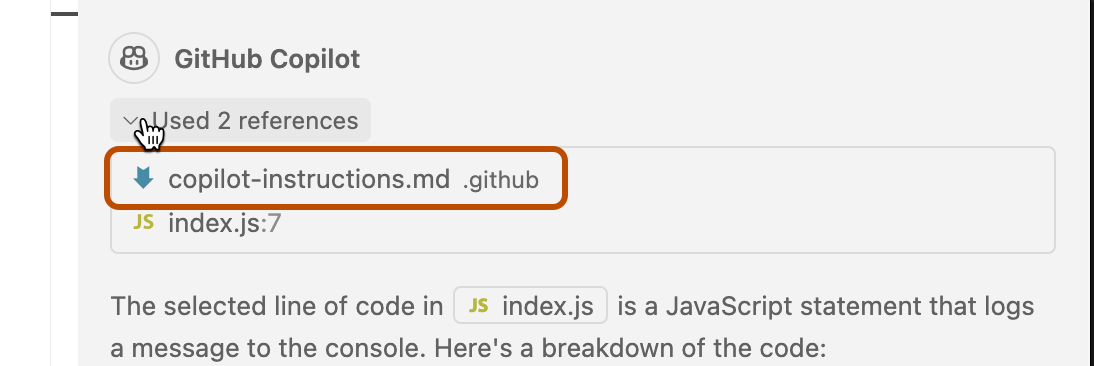 GitHub Copilot
Used 2 references
copilot-instructions.md .github
JS index.js:7
The selected line of code in JS index.js is a JavaScript statement that logs
a message to the console. Here's a breakdown of the code: